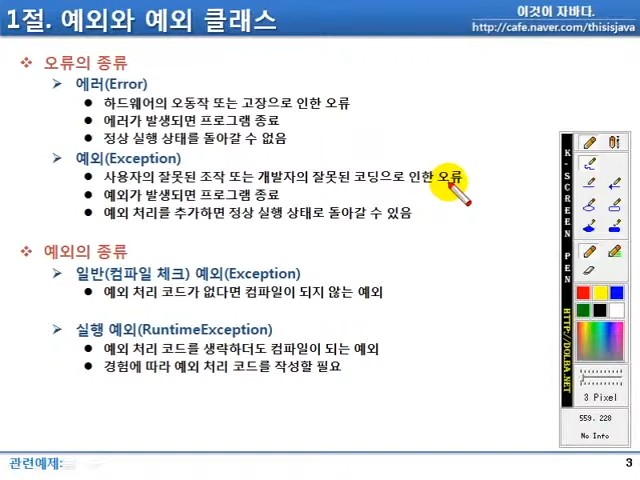 1절. 예외와 예외 클래스
이것이 자바다.
http://cafe.naver.com/thisisjava
❖ 오류의 종류
➢ 에러(Error)
● 하드웨어의 오동작 또는 고장으로 인한 오류
● 에러가 발생되면 프로그램 종료
● 정상 실행 상태를 돌아갈 수 없음
➢ 예외(Exception)
● 사용자의 잘못된 조작 또는 개발자의 잘못된 코딩으로 인한 오류
● 예외가 발생되면 프로그램 종료
● 예외 처리를 추가하면 정상 실행 상태로 돌아갈 수 있음
❖ 예외의 종류
➢ 일반(컴파일 체크) 예외(Exception)
● 예외 처리 코드가 없다면 컴파일이 되지 않는 예외
➢ 실행 예외(RuntimeException)
● 예외 처리 코드를 생략하더도 컴파일이 되는 예외
● 경험에 따라 예외 처리 코드를 작성할 필요
K-SCREEN PEN
HTTP://DOLBA.NET
3 Pixel
559, 228
No Info
관련예제:
3